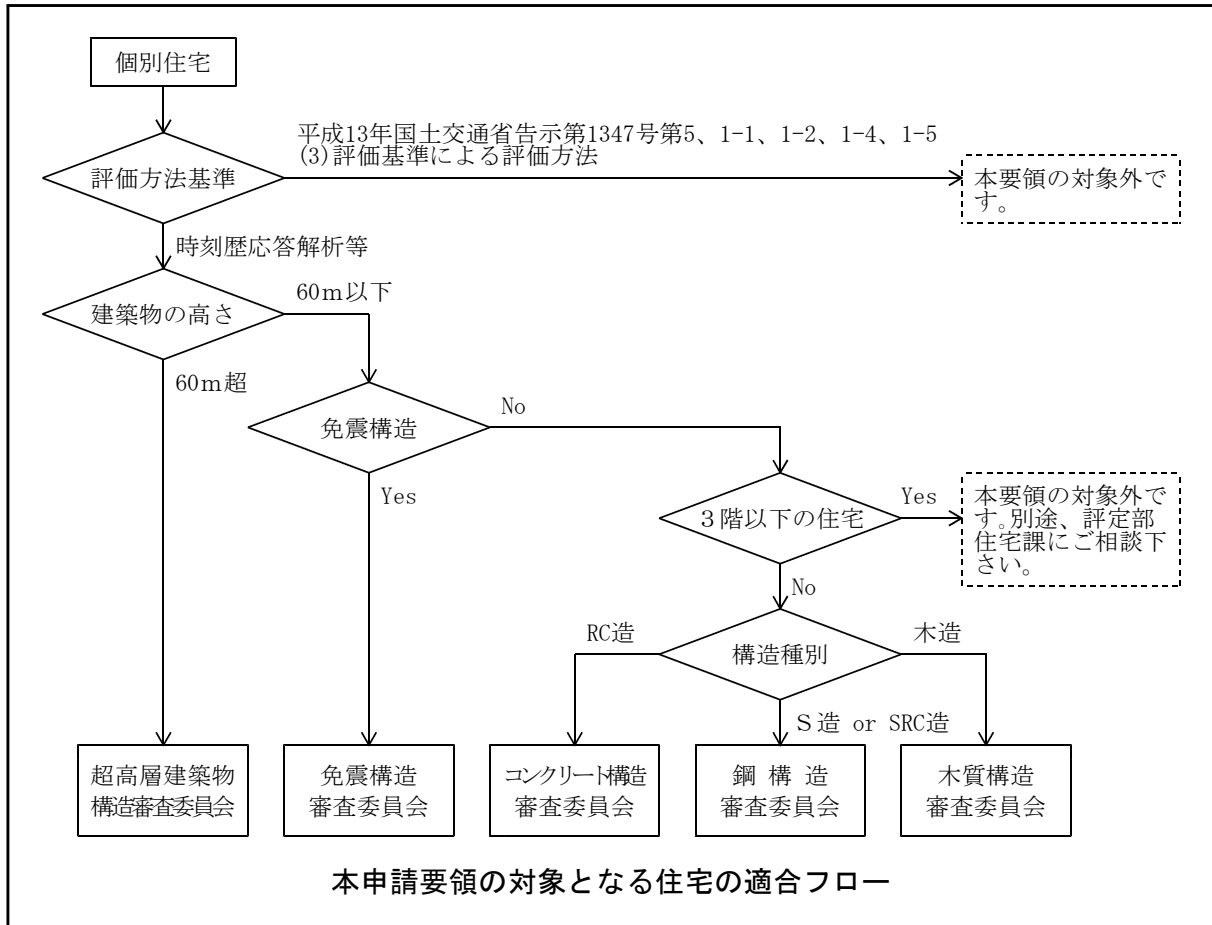 個別住宅
平成13年国土交通省告示第1347号第5、1-1、1-2、1-4、1-5
(3)評価基準による評価方法
評価方法基準
本要領の対象外で
す。
時刻歴応答解析等
60m以下
建築物の高さ
60m超
No
免震構造
Yes
Yes
3階以下の住宅
本要領の対象外で
す。別途、評定部
住宅課にご相談下
さい。
No
RC造
木造
構造種別
S造 or SRC造
超高層建築物
構造審査委員会
免震構造
審査委員会
コンクリート構造
審査委員会
鋼 構 造
審査委員会
木質構造
審査委員会
本申請要領の対象となる住宅の適合フロー